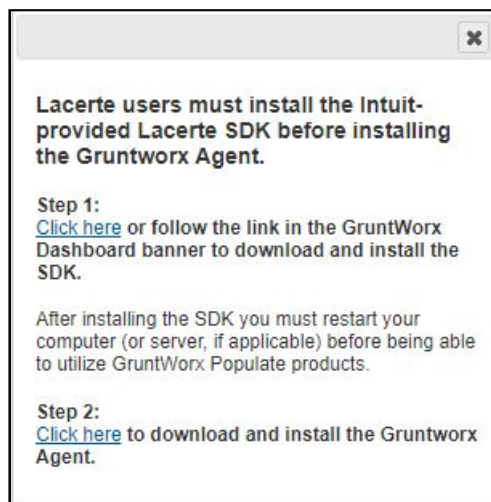 Lacerte users must install the Intuit-
provided Lacerte SDK before installing
the Gruntworx Agent.
Step 1:
Click here or follow the link in the GruntWorx
Dashboard banner to download and install the
SDK.
After installing the SDK you must restart your
computer (or server, if applicable) before being able
to utilize GruntWorx Populate products.
Step 2:
Click here to download and install the Gruntworx
Agent.